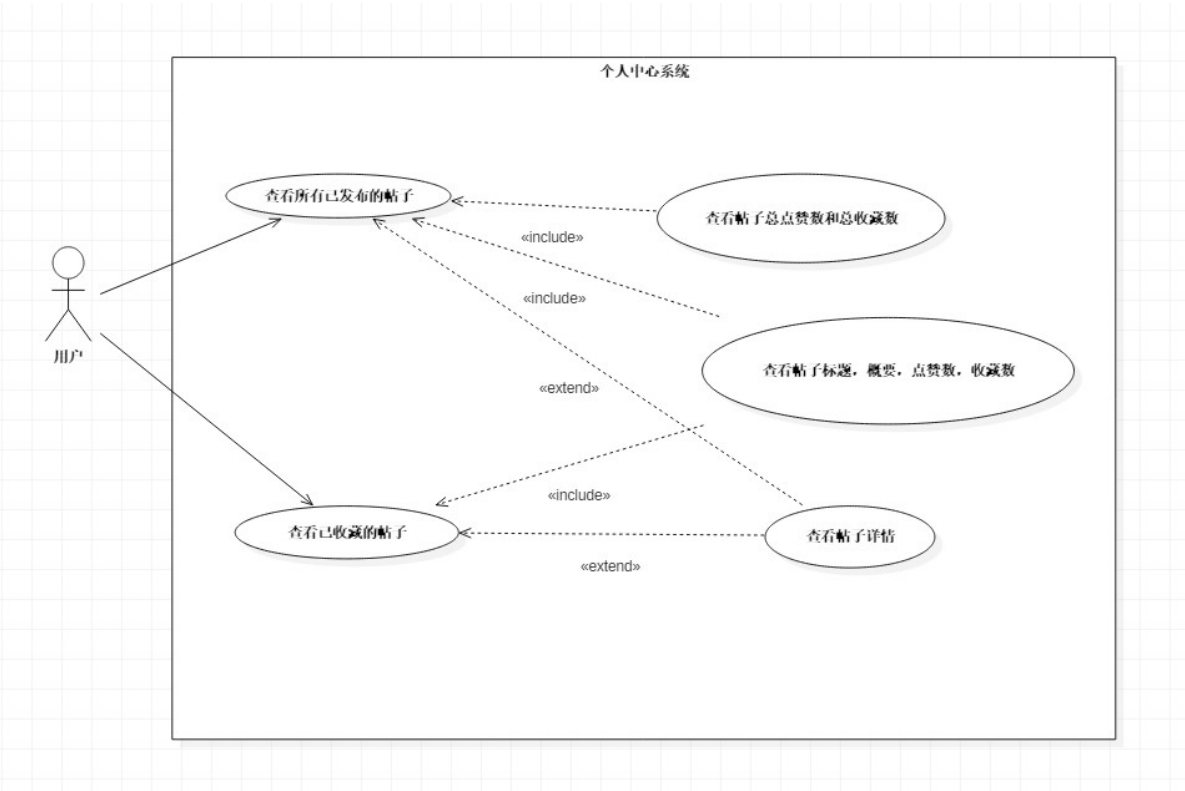 个人中心系统
查看所有已发布的帖子
查看帖子总点赞数和总收藏数
«include»
«include»
用户
查看帖子标题，概要，点赞数，收藏数
«extend»
«include»
查看已收藏的帖子
查看帖子详情
«extend»